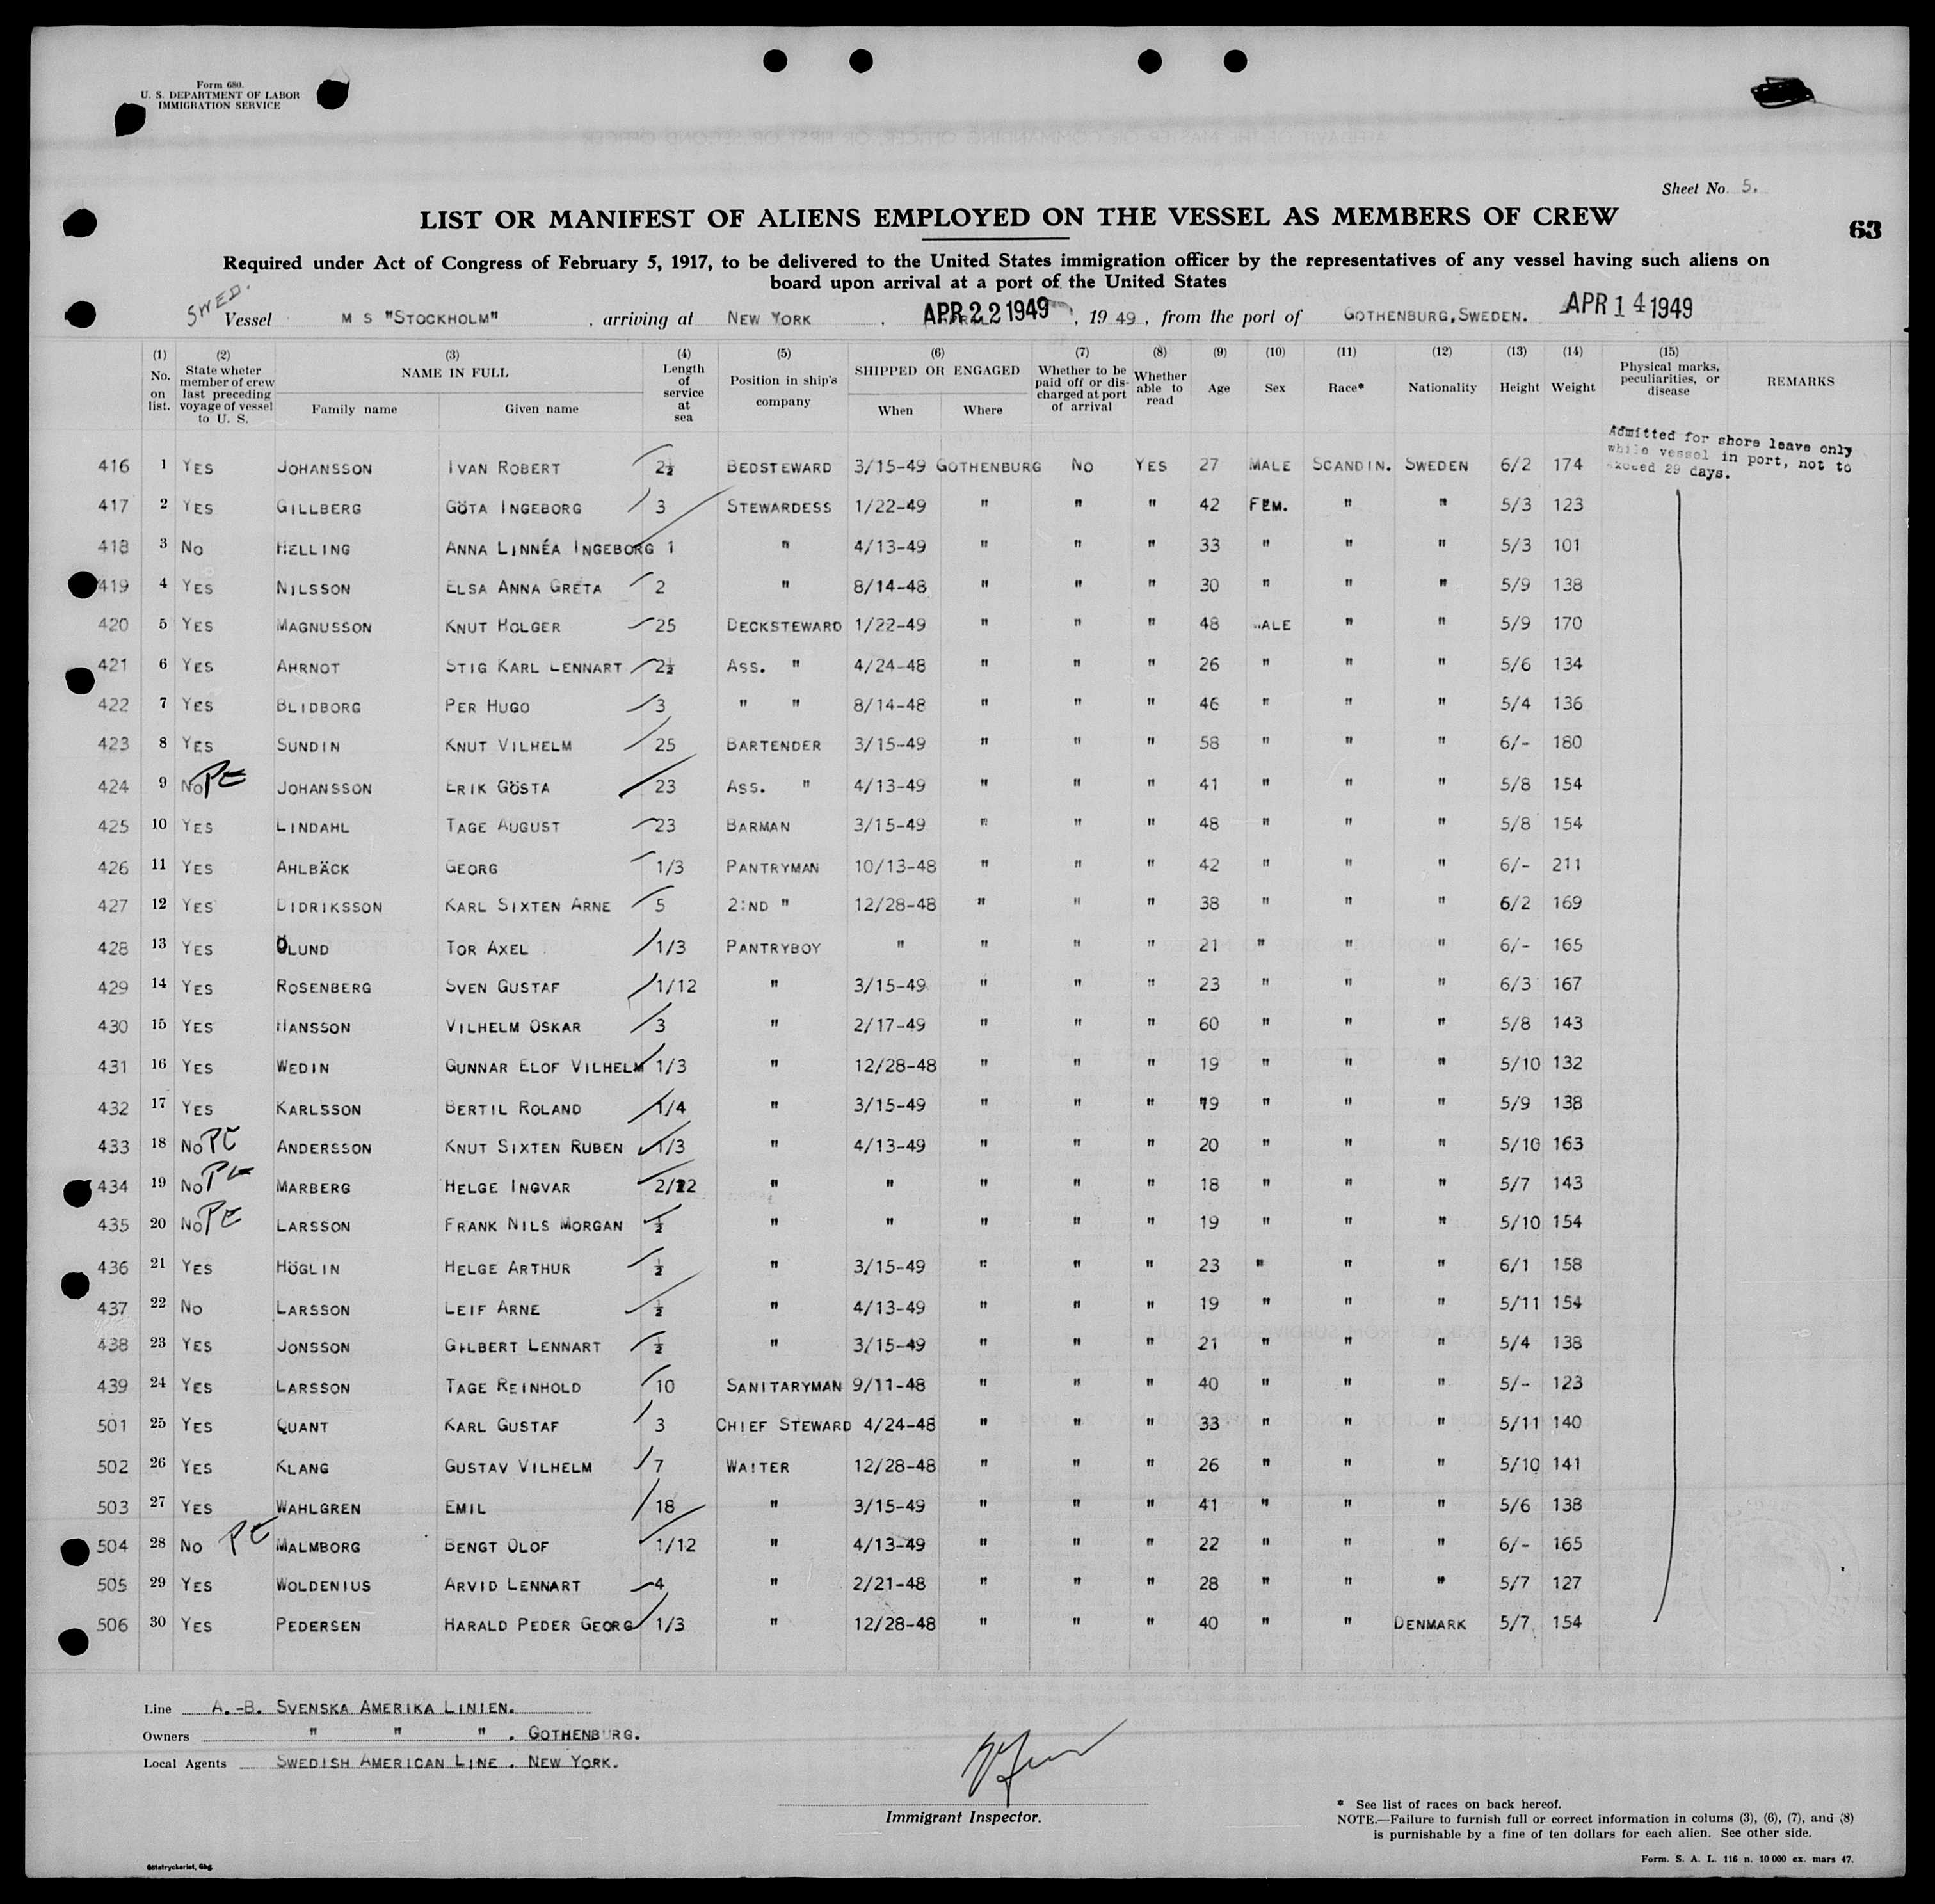 Form 680.
U. S. DEPARTMENT OF LABOR
IMMIGRATION SERVICE
Sheet No. 5.
LIST OR MANIFEST OF ALIENS EMPLOYED ON THE VESSEL AS MEMBERS OF CREW
63
Required under Act of Congress of February 5, 1917, to be delivered to the United States immigration officer by the representatives of any vessel having such aliens on
board upon arrival at a port of the United States
SWED.
Vessel M S "STOCKHOLM" , arriving at NEW YORK , APR 22 1949 , 19 49 , from the port of GOTHENBURG, SWEDEN. APR 14 1949
(1) No. on list. (2) State wheter member of crew last preceding voyage of vessel to U. S. (3) NAME IN FULL Family name Given name (4) Length of service at sea (5) Position in ship's company (6) SHIPPED OR ENGAGED When Where (7) Whether to be paid off or discharged at port of arrival (8) Whether able to read (9) Age (10) Sex (11) Race* (12) Nationality (13) Height (14) Weight (15) Physical marks, peculiarities, or disease REMARKS
Admitted for shore leave only
while vessel in port, not to
exceed 29 days.
416 1 YES JOHANSSON IVAN ROBERT 2½ BEDSTEWARD 3/15-49 GOTHENBURG NO YES 27 MALE SCANDIN. SWEDEN 6/2 174
417 2 YES GILLBERG GÖTA INGEBORG 3 STEWARDESS 1/22-49 " " " 42 FEM. " " 5/3 123
418 3 NO HELLING ANNA LINNÉA INGEBORG 1 " 4/13-49 " " " 33 " " " 5/3 101
419 4 YES NILSSON ELSA ANNA GRETA 2 " 8/14-48 " " " 30 " " " 5/9 138
420 5 YES MAGNUSSON KNUT HOLGER 25 DECKSTEWARD 1/22-49 " " " 48 MALE " " 5/9 170
421 6 YES AHRNOT STIG KARL LENNART 2½ ASS. " 4/24-48 " " " 26 " " " 5/6 134
422 7 YES BLIDBORG PER HUGO 3 " " 8/14-48 " " " 46 " " " 5/4 136
423 8 YES SUNDIN KNUT VILHELM 25 BARTENDER 3/15-49 " " " 58 " " " 6/- 180
424 9 NO PE JOHANSSON ERIK GÖSTA 23 ASS. " 4/13-49 " " " 41 " " " 5/8 154
425 10 YES LINDAHL TAGE AUGUST 23 BARMAN 3/15-49 " " " 48 " " " 5/8 154
426 11 YES AHLBÄCK GEORG 1/3 PANTRYMAN 10/13-48 " " " 42 " " " 6/- 211
427 12 YES DIDRIKSSON KARL SIXTEN ARNE 5 2:ND " 12/28-48 " " " 38 " " " 6/2 169
428 13 YES ÖLUND TOR AXEL 1/3 PANTRYBOY " " " " 21 " " " 6/- 165
429 14 YES ROSENBERG SVEN GUSTAF 1/12 " 3/15-49 " " " 23 " " " 6/3 167
430 15 YES HANSSON VILHELM OSKAR 3 " 2/17-49 " " " 60 " " " 5/8 143
431 16 YES WEDIN GUNNAR ELOF VILHELM 1/3 " 12/28-48 " " " 19 " " " 5/10 132
432 17 YES KARLSSON BERTIL ROLAND 1/4 " 3/15-49 " " " 19 " " " 5/9 138
433 18 NO PE ANDERSSON KNUT SIXTEN RUBEN 1/3 " 4/13-49 " " " 20 " " " 5/10 163
434 19 NO PE MARBERG HELGE INGVAR 2/12 " " " " " 18 " " " 5/7 143
435 20 NO PE LARSSON FRANK NILS MORGAN ½ " " " " " 19 " " " 5/10 154
436 21 YES HÖGLIN HELGE ARTHUR ½ " 3/15-49 " " " 23 " " " 6/1 158
437 22 NO LARSSON LEIF ARNE ½ " 4/13-49 " " " 19 " " " 5/11 154
438 23 YES JONSSON GILBERT LENNART ½ " 3/15-49 " " " 21 " " " 5/4 138
439 24 YES LARSSON TAGE REINHOLD 10 SANITARYMAN 9/11-48 " " " 40 " " " 5/- 123
501 25 YES QUANT KARL GUSTAF 3 CHIEF STEWARD 4/24-48 " " " 33 " " " 5/11 140
502 26 YES KLANG GUSTAV VILHELM 7 WAITER 12/28-48 " " " 26 " " " 5/10 141
503 27 YES WAHLGREN EMIL 18 " 3/15-49 " " " 41 " " " 5/6 138
504 28 NO PE MALMBORG BENGT OLOF 1/12 " 4/13-49 " " " 22 " " " 6/- 165
505 29 YES WOLDENIUS ARVID LENNART 4 " 2/21-48 " " " 28 " " " 5/7 127
506 30 YES PEDERSEN HARALD PEDER GEORG 1/3 " 12/28-48 " " " 40 " " DENMARK 5/7 154
Line A.-B. SVENSKA AMERIKA LINIEN.
Owners " " " , GOTHENBURG.
Local Agents SWEDISH AMERICAN LINE . NEW YORK.
Immigrant Inspector.
* See list of races on back hereof.
NOTE.—Failure to furnish full or correct information in colums (3), (6), (7), and (8)
is purnishable by a fine of ten dollars for each alien. See other side.
Götatryckeriet, Gbg.
Form. S. A. L. 116 n. 10 000 ex. mars 47.